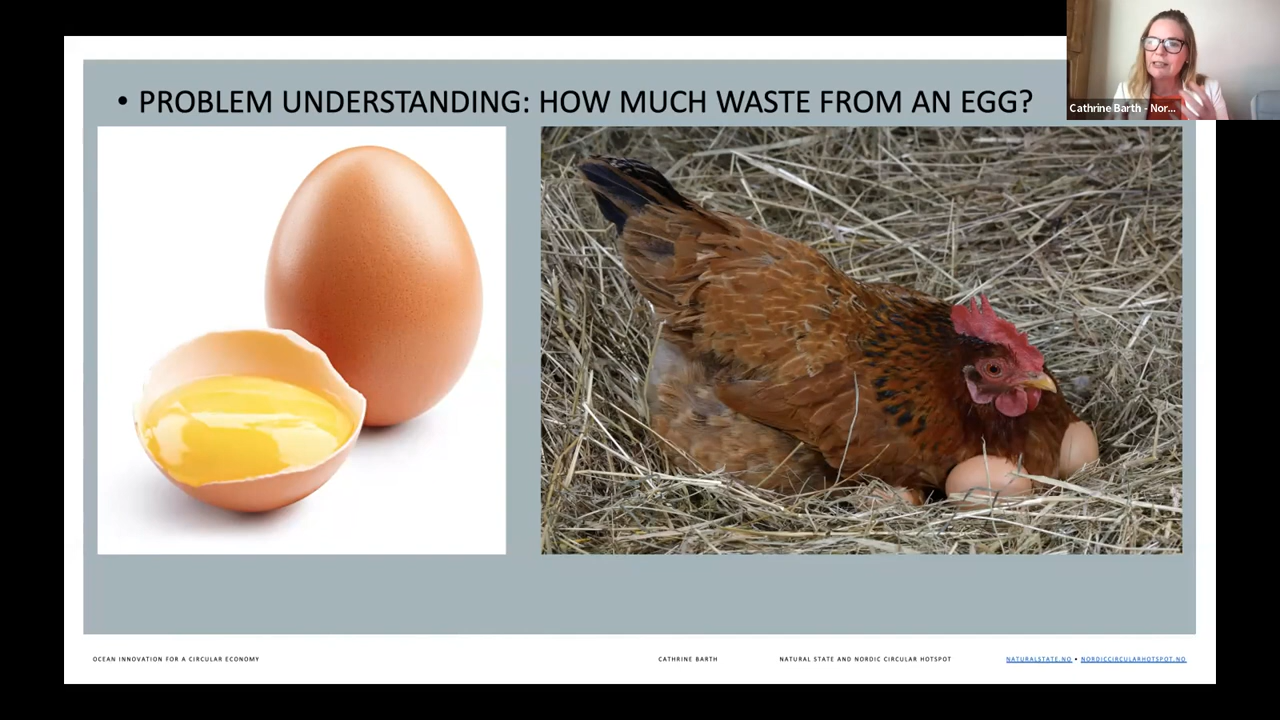 • PROBLEM UNDERSTANDING: HOW MUCH WASTE FROM AN EGG?
Cathrine Barth - Nor...
OCEAN INNOVATION FOR A CIRCULAR ECONOMY
CATHRINE BARTH
NATURAL STATE AND NORDIC CIRCULAR HOTSPOT
NATURALSTATE.NO • NORDICCIRCULARHOTSPOT.NO